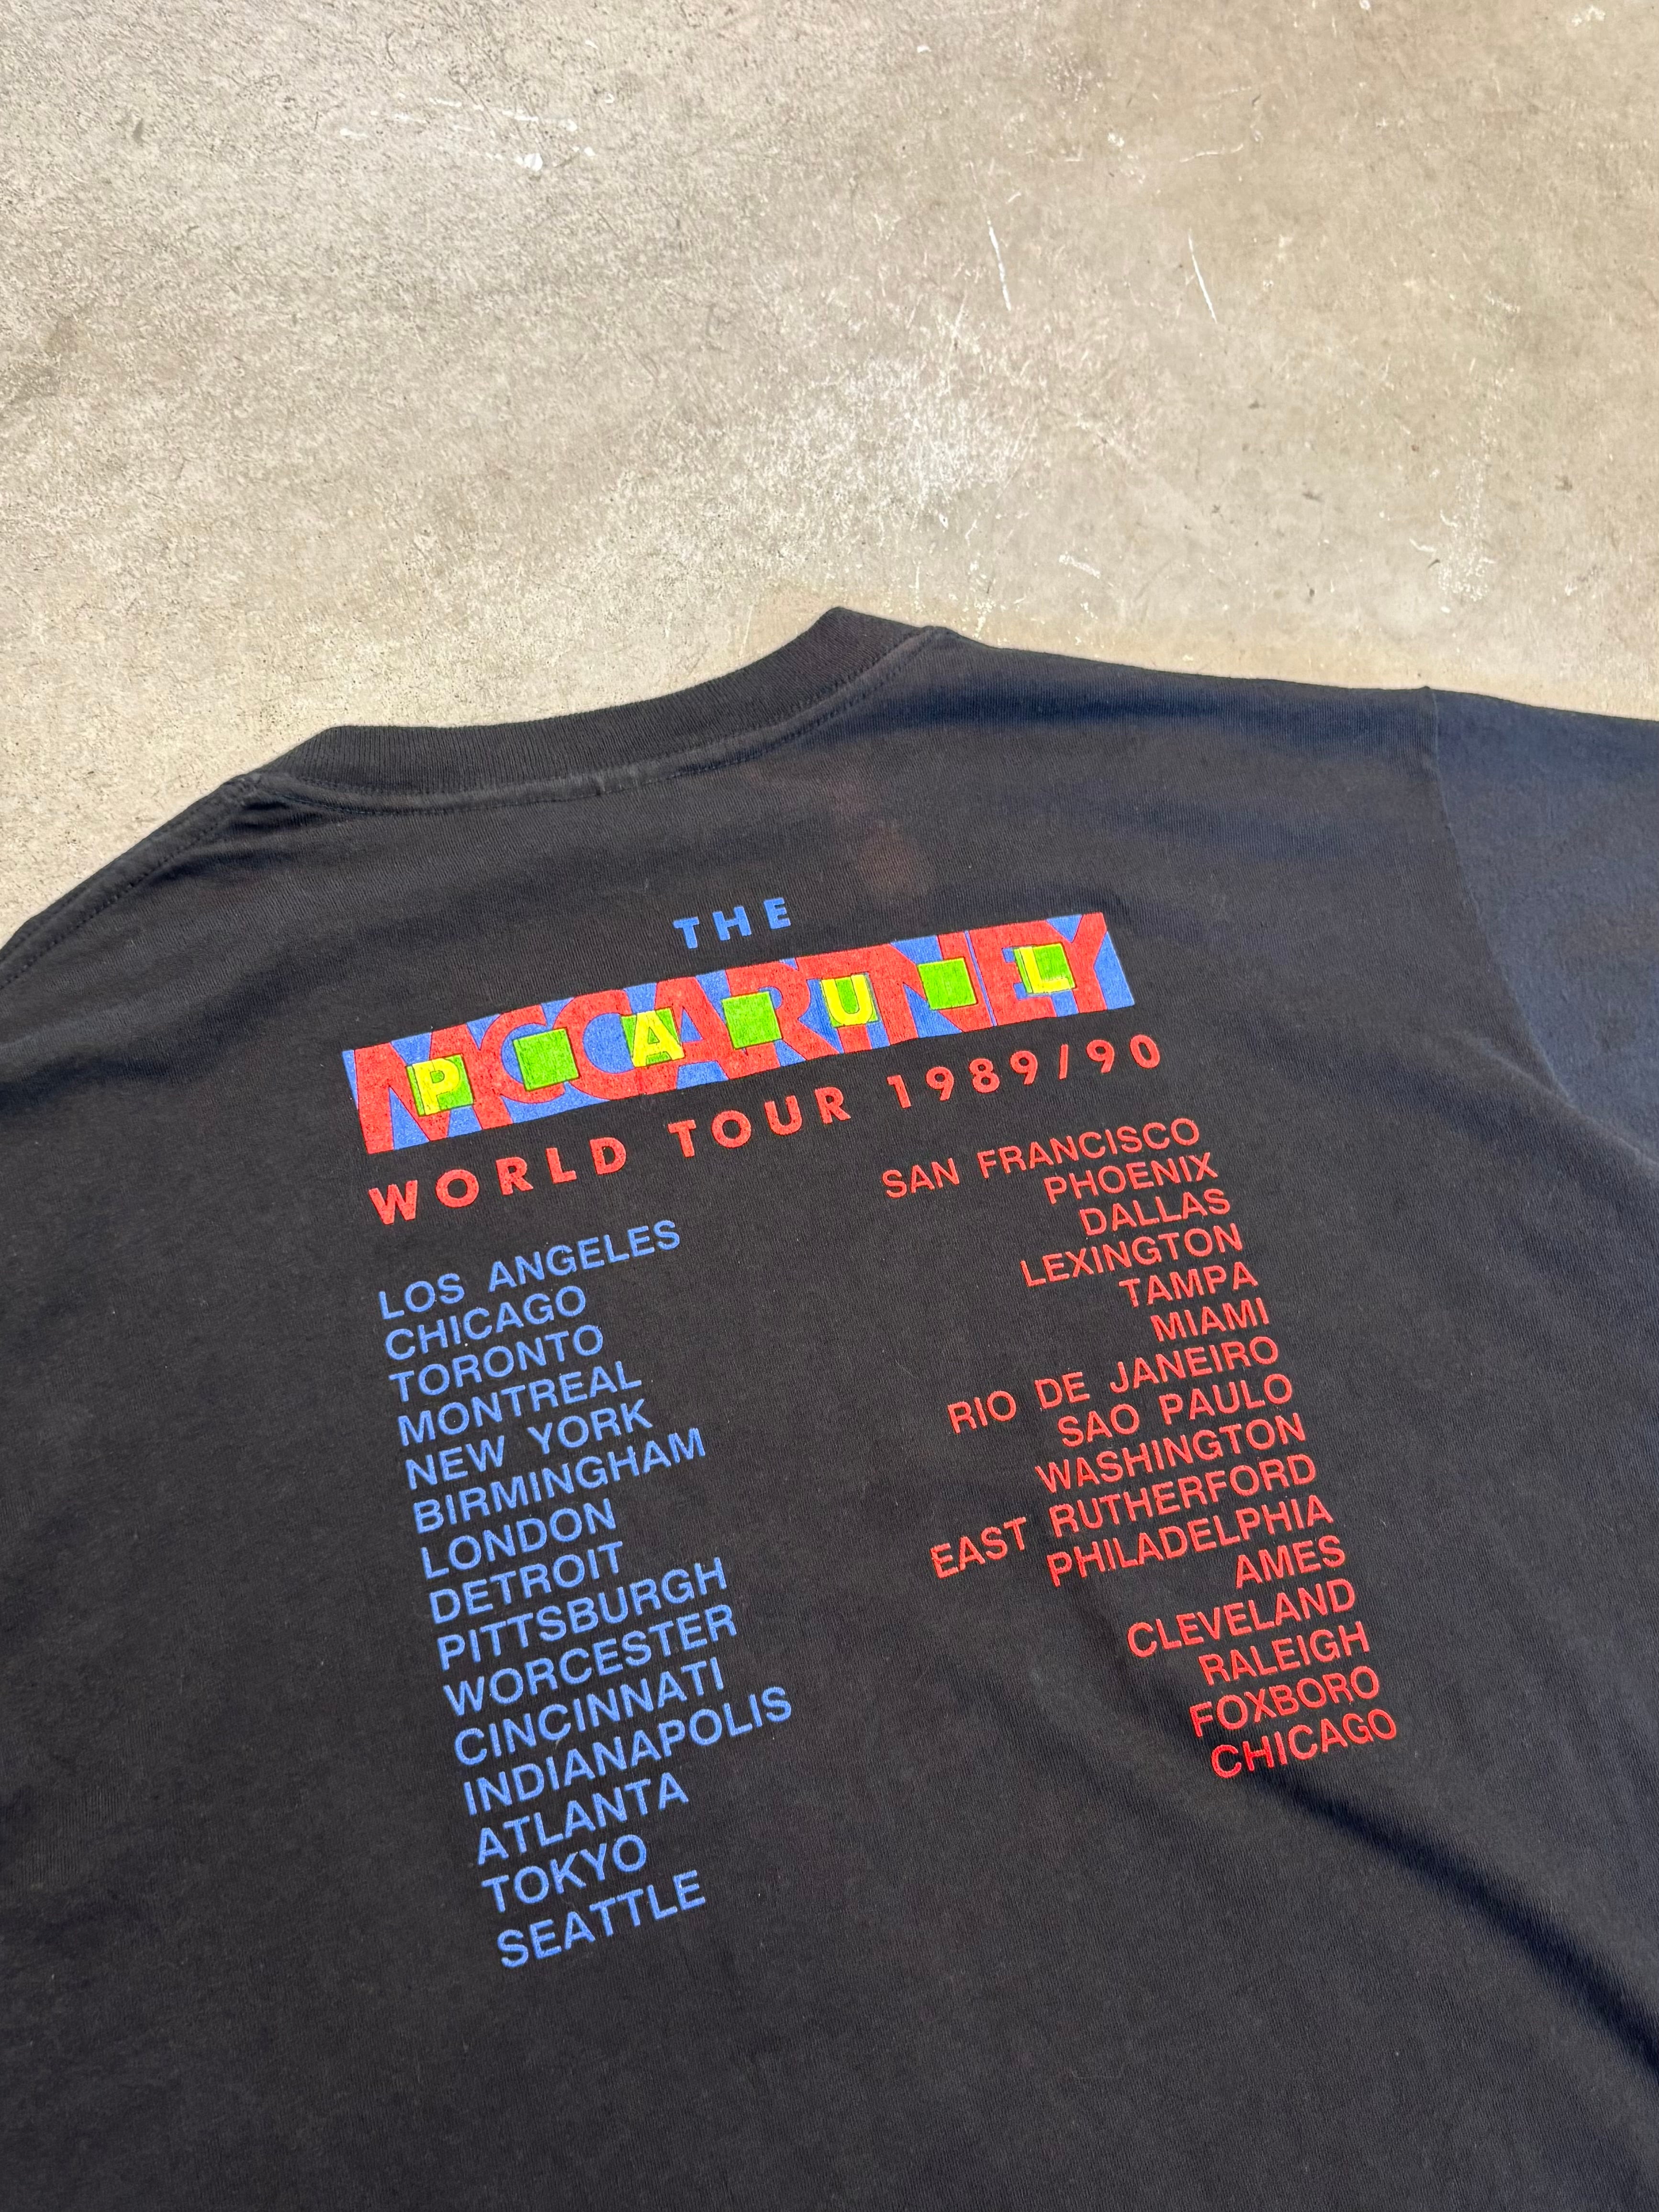 THE
PAUL
MCCARTNEY
WORLD TOUR 1989/90
LOS ANGELES
CHICAGO
TORONTO
MONTREAL
NEW YORK
BIRMINGHAM
LONDON
DETROIT
PITTSBURGH
WORCESTER
CINCINNATI
INDIANAPOLIS
ATLANTA
TOKYO
SEATTLE
SAN FRANCISCO
PHOENIX
DALLAS
LEXINGTON
TAMPA
MIAMI
RIO DE JANEIRO
SAO PAULO
WASHINGTON
EAST RUTHERFORD
PHILADELPHIA
AMES
CLEVELAND
RALEIGH
FOXBORO
CHICAGO